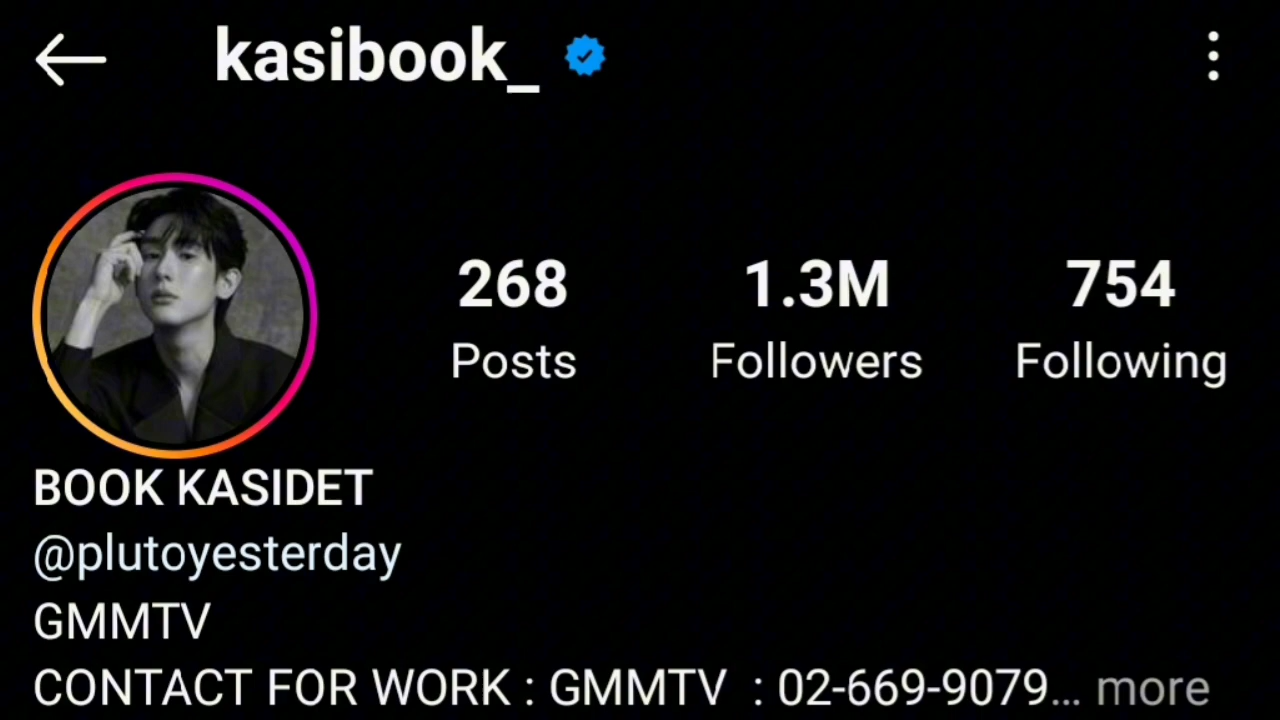 kasibook_
268 1.3M 754
Posts Followers Following
BOOK KASIDET
@plutoyesterday
GMMTV
CONTACT FOR WORK : GMMTV : 02-669-9079... more